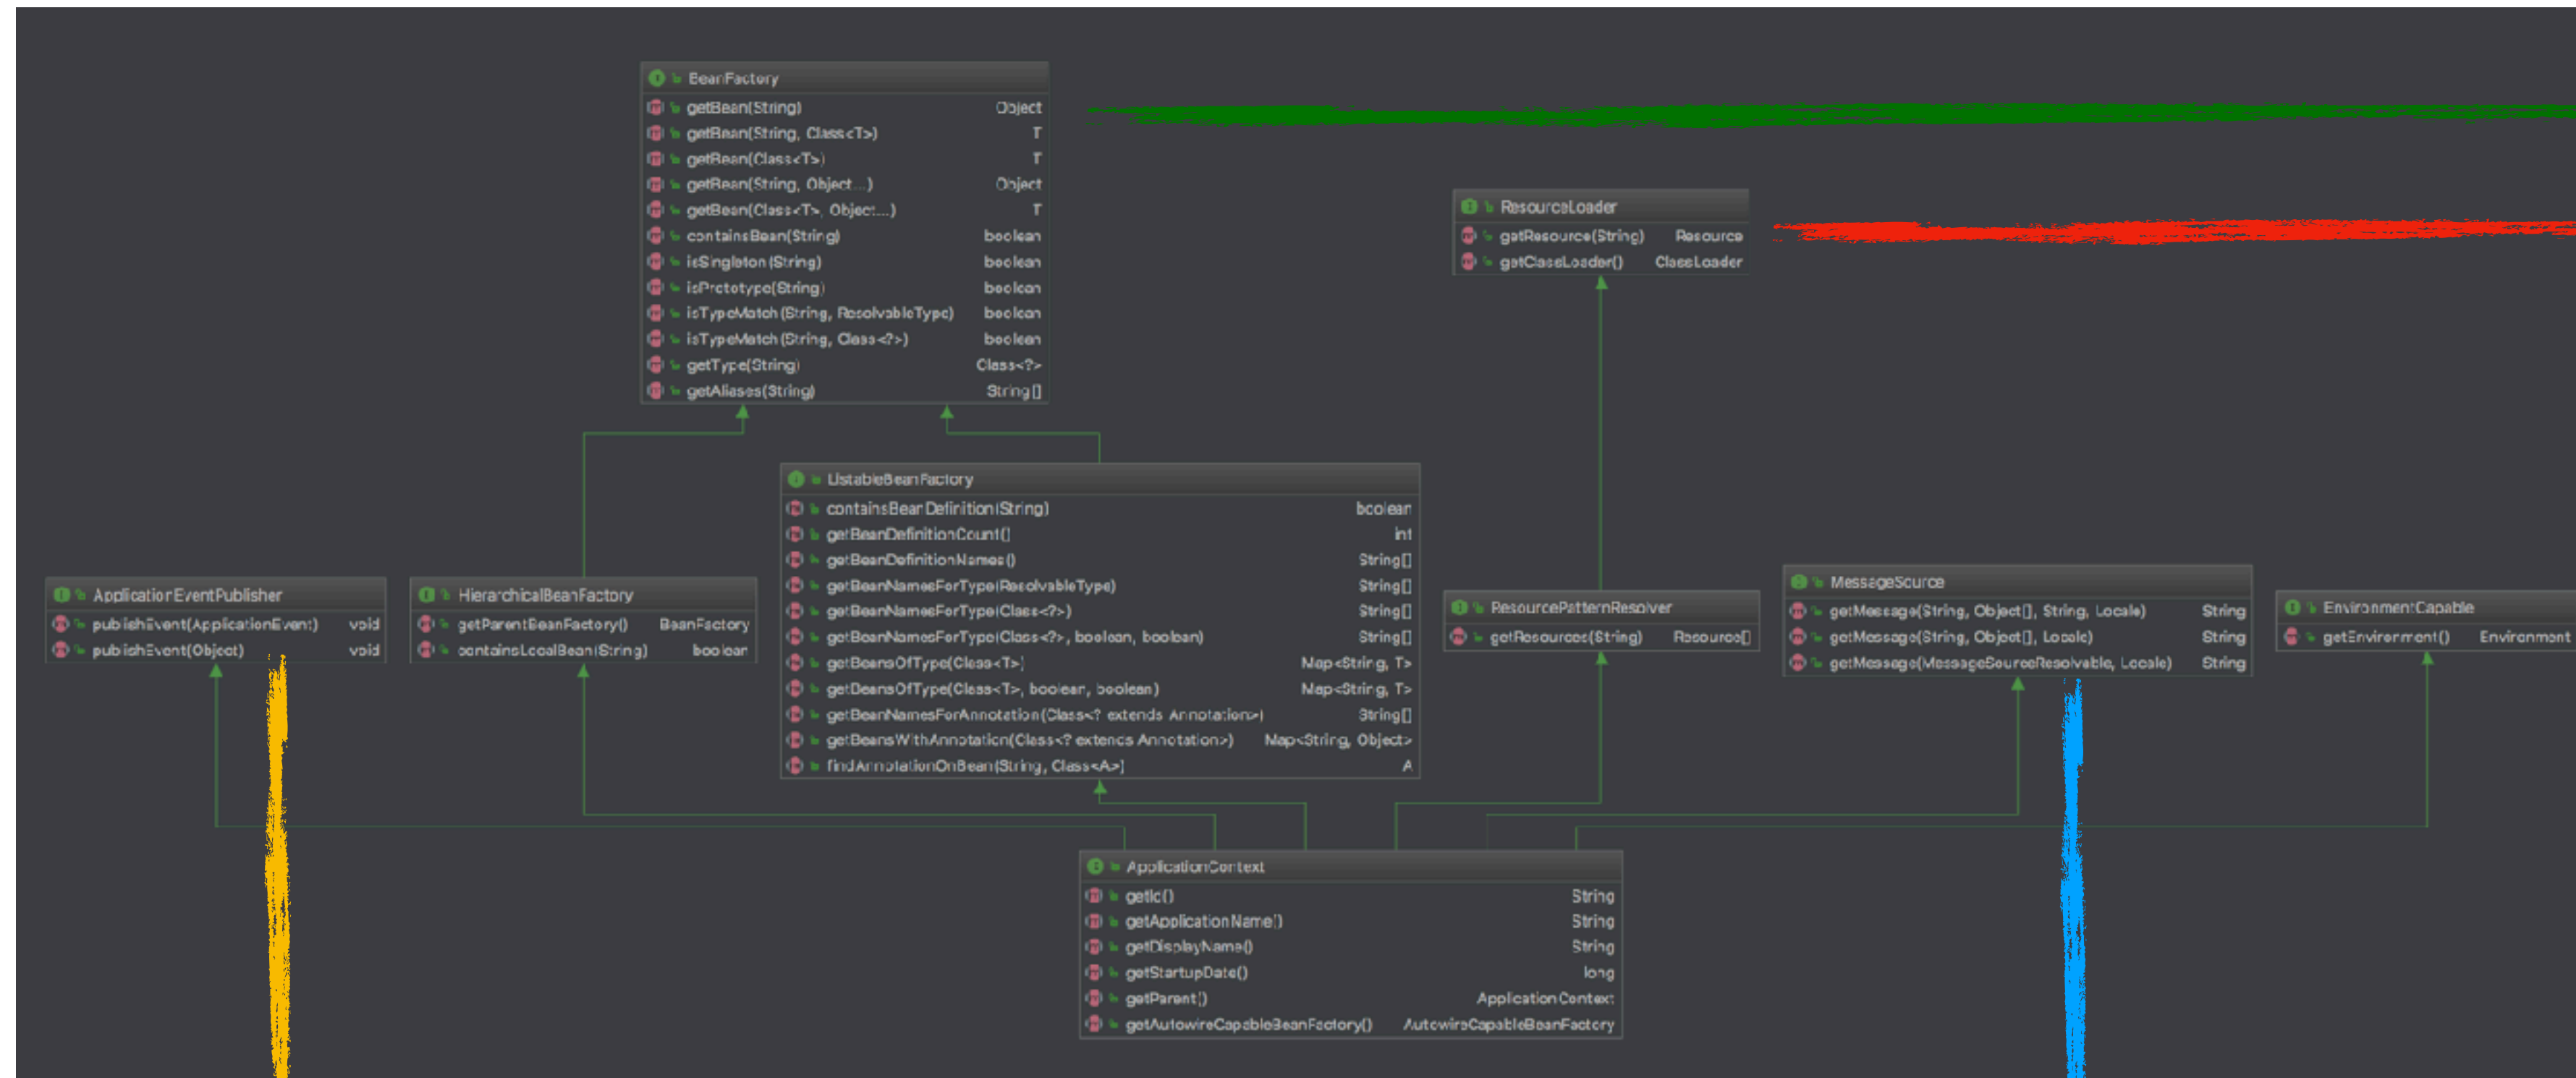 BeanFactory
getBean(String) Object
getBean(String, Class<T>) T
getBean(Class<T>) T
getBean(String, Object...) Object
getBean(Class<T>, Object...) T
containsBean(String) boolean
isSingleton(String) boolean
isPrototype(String) boolean
isTypeMatch(String, ResolvableType) boolean
isTypeMatch(String, Class<?>) boolean
getType(String) Class<?>
getAliases(String) String[]
ResourceLoader
getResource(String) Resource
getClassLoader() ClassLoader
ListableBeanFactory
containsBeanDefinition(String) boolean
getBeanDefinitionCount() int
getBeanDefinitionNames() String[]
getBeanNamesForType(ResolvableType) String[]
getBeanNamesForType(Class<?>) String[]
getBeanNamesForType(Class<?>, boolean, boolean) String[]
getBeansOfType(Class<T>) Map<String, T>
getBeansOfType(Class<T>, boolean, boolean) Map<String, T>
getBeanNamesForAnnotation(Class<? extends Annotation>) String[]
getBeansWithAnnotation(Class<? extends Annotation>) Map<String, Object>
findAnnotationOnBean(String, Class<A>) A
ApplicationEventPublisher
publishEvent(ApplicationEvent) void
publishEvent(Object) void
HierarchicalBeanFactory
getParentBeanFactory() BeanFactory
containsLocalBean(String) boolean
ResourcePatternResolver
getResources(String) Resource[]
MessageSource
getMessage(String, Object[], String, Locale) String
getMessage(String, Object[], Locale) String
getMessage(MessageSourceResolvable, Locale) String
EnvironmentCapable
getEnvironment() Environment
ApplicationContext
getId() String
getApplicationName() String
getDisplayName() String
getStartupDate() long
getParent() ApplicationContext
getAutowireCapableBeanFactory() AutowireCapableBeanFactory